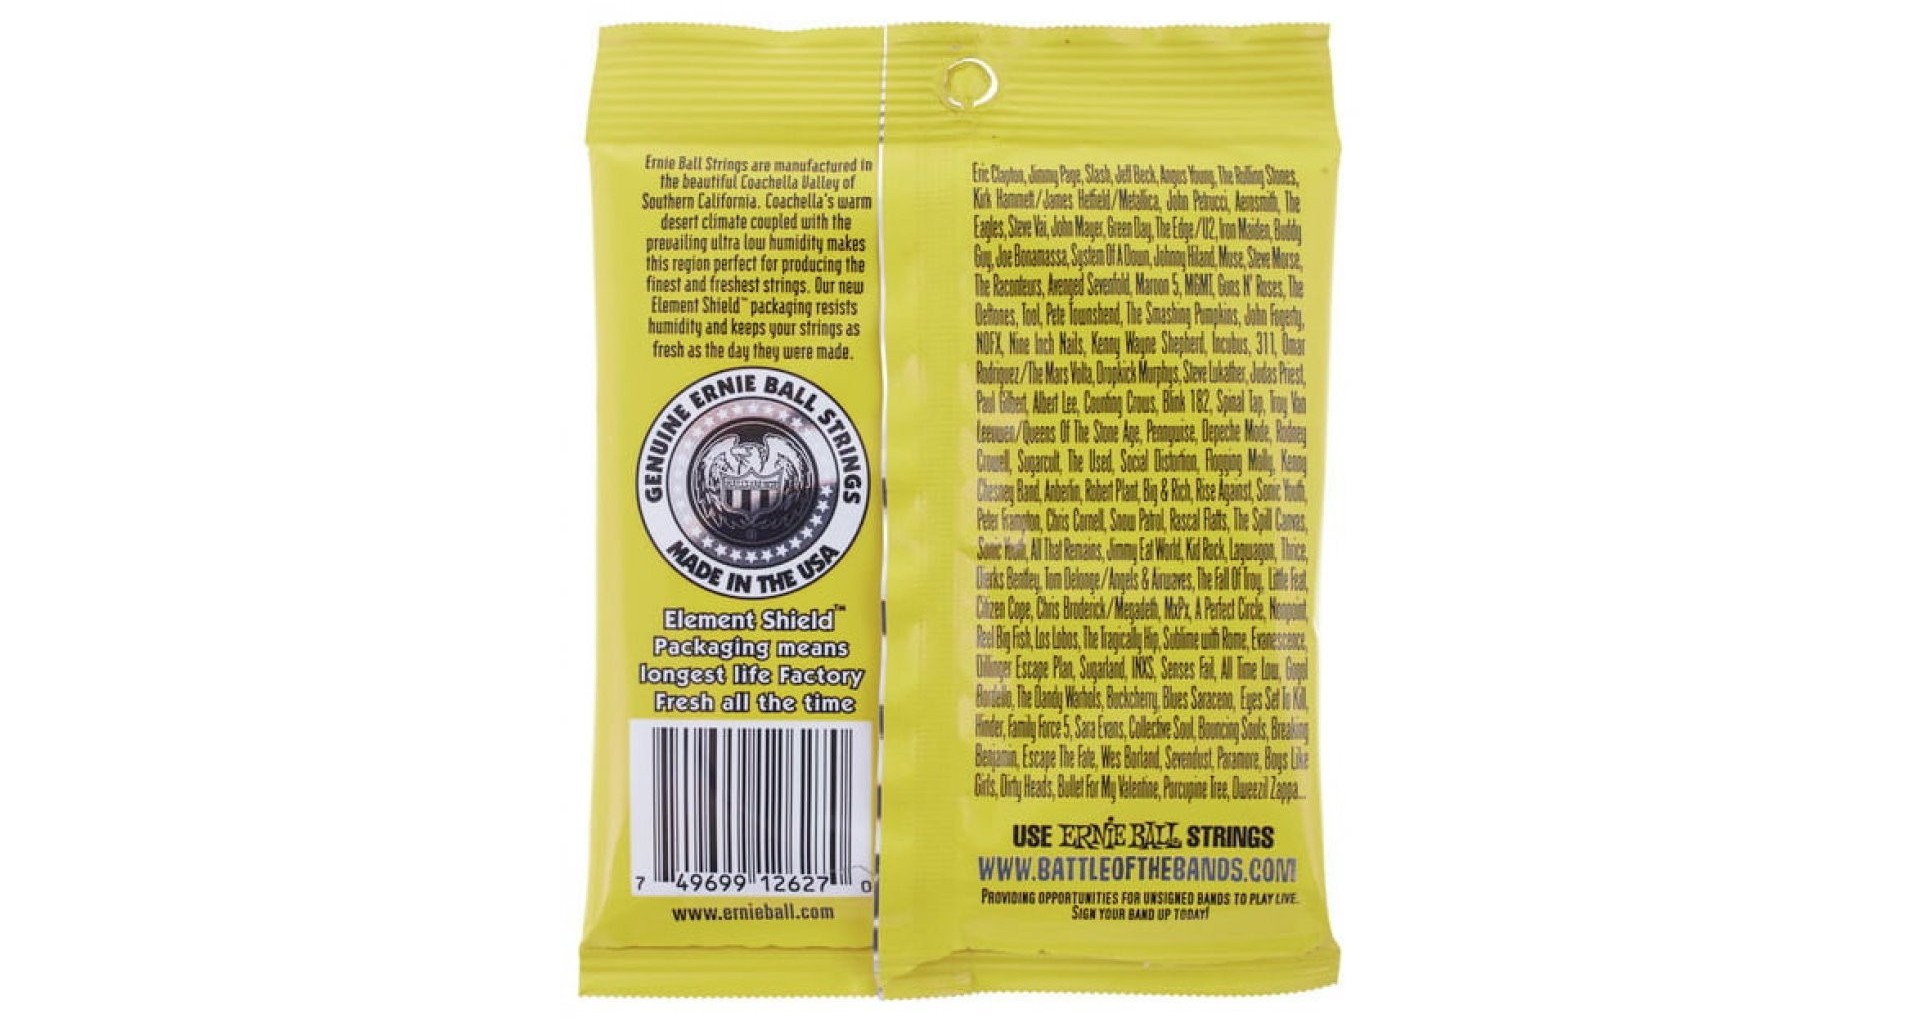 Ernie Ball Strings are manufactured in
the beautiful Coachella Valley of
Southern California. Coachella's warm
desert climate coupled with the
prevailing ultra low humidity makes
this region perfect for producing the
finest and freshest strings. Our new
Element Shield™ packaging resists
humidity and keeps your strings as
fresh as the day they were made.
GENUINE ERNIE BALL STRINGS
MADE IN THE USA
Element Shield™
Packaging means
longest life Factory
Fresh all the time
7 49699 12627 0
www.ernieball.com
Eric Clapton, Jimmy Page, Slash, Jeff Beck, Angus Young, The Rolling Stones,
Kirk Hammett/James Hetfield/Metallica, John Petrucci, Aerosmith, The
Eagles, Steve Vai, John Mayer, Green Day, The Edge/U2, Iron Maiden, Buddy
Guy, Joe Bonamassa, System Of A Down, Johnny Hiland, Muse, Steve Morse,
The Raconteurs, Avenged Sevenfold, Maroon 5, MGMT, Guns N' Roses, The
Deftones, Tool, Pete Townshend, The Smashing Pumpkins, John Fogerty,
NOFX, Nine Inch Nails, Kenny Wayne Shepherd, Incubus, 311, Omar
Rodriguez/The Mars Volta, Dropkick Murphys, Steve Lukather, Judas Priest,
Paul Gilbert, Albert Lee, Counting Crows, Blink 182, Spinal Tap, Troy Van
Leeuwen/Queens Of The Stone Age, Pennywise, Depeche Mode, Rodney
Crowell, Sugarcult, The Used, Social Distortion, Flogging Molly, Kenny
Chesney Band, Anberlin, Robert Plant, Big & Rich, Rise Against, Sonic Youth,
Peter Frampton, Chris Cornell, Snow Patrol, Rascal Flatts, The Spill Canvas,
Sonic Youth, All That Remains, Jimmy Eat World, Kid Rock, Lagwagon, Thrice,
Dierks Bentley, Tom Delonge/Angels & Airwaves, The Fall Of Troy, Little Feat,
Citizen Cope, Chris Broderick/Megadeth, MxPx, A Perfect Circle, Nonpoint,
Reel Big Fish, Los Lobos, The Tragically Hip, Sublime with Rome, Evanescence,
Dillinger Escape Plan, Sugarland, INXS, Senses Fail, All Time Low, Gogol
Bordello, The Dandy Warhols, Buckcherry, Blues Saraceno, Eyes Set To Kill,
Hinder, Family Force 5, Sara Evans, Collective Soul, Bouncing Souls, Breaking
Benjamin, Escape The Fate, Wes Borland, Sevendust, Paramore, Boys Like
Girls, Dirty Heads, Bullet For My Valentine, Porcupine Tree, Dweezil Zappa...
USE ERNIE BALL STRINGS
WWW.BATTLEOFTHEBANDS.COM
PROVIDING OPPORTUNITIES FOR UNSIGNED BANDS TO PLAY LIVE.
SIGN YOUR BAND UP TODAY!